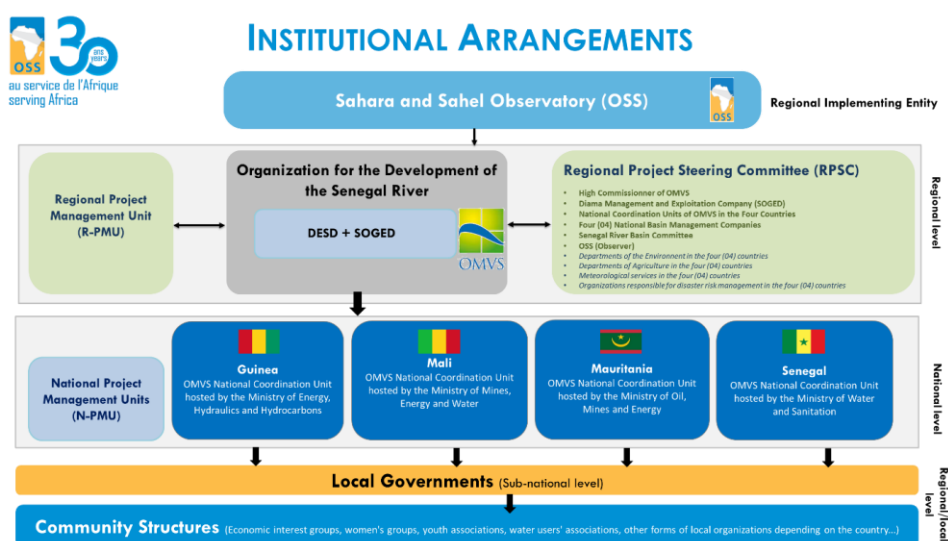 INSTITUTIONAL ARRANGEMENTS
OSS
30 ans years
au service de l'Afrique
serving Africa
Sahara and Sahel Observatory (OSS)
OSS
Regional Implementing Entity
Regional Project
Management Unit
(R-PMU)
Organization for the Development of
the Senegal River
DESD + SOGED
OMVS
Regional Project Steering Committee (RPSC)
• High Commissionner of OMVS
• Diama Management and Exploitation Company (SOGED)
• National Coordination Units of OMVS in the Four Countries
• Four (04) National Basin Management Companies
• Senegal River Basin Committee
• OSS (Observer)
• Departments of the Environment in the four (04) countries
• Departments of Agriculture in the four (04) countries
• Meteorological services in the four (04) countries
• Organizations responsible for disaster risk management in the four (04) countries
Regional level
National Project
Management Units
(N-PMU)
Guinea
OMVS National Coordination Unit
hosted by the Ministry of Energy,
Hydraulics and Hydrocarbons
Mali
OMVS National Coordination Unit
hosted by the Ministry of Mines,
Energy and Water
Mauritania
OMVS National Coordination Unit
hosted by the Ministry of Oil,
Mines and Energy
Senegal
OMVS National Coordination Unit
hosted by the Ministry of Water
and Sanitation
National level
Local Governments (Sub-national level)
Community Structures (Economic interest groups, women's groups, youth associations, water users' associations, other forms of local organizations depending on the country...)
Regional/local
level